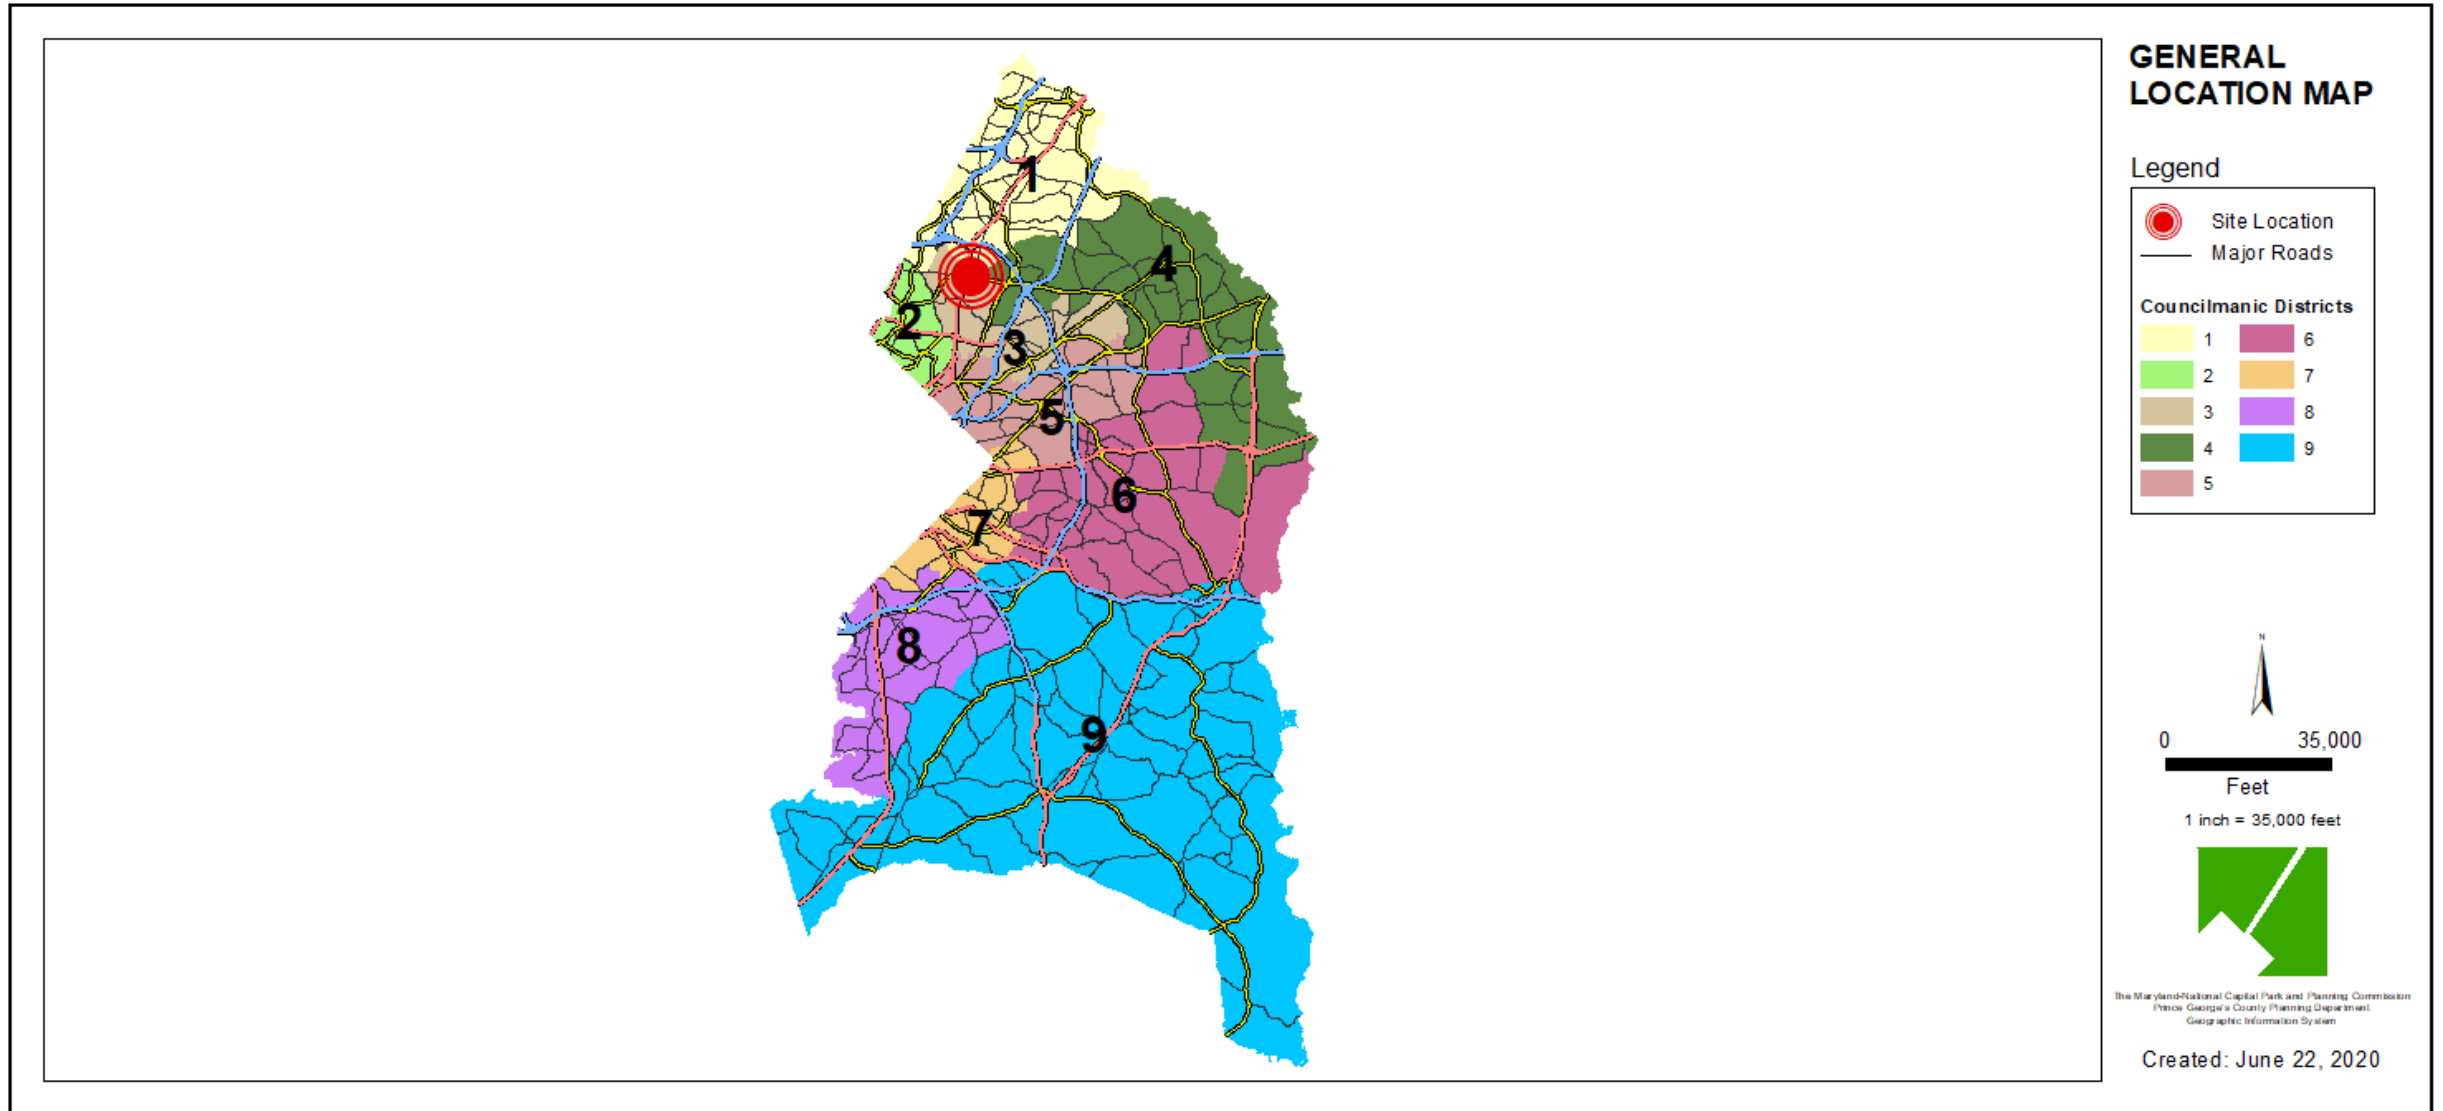 GENERAL
LOCATION MAP
Legend
Site Location
Major Roads
Councilmanic Districts
1 6
2 7
3 8
4 9
5
1
4
2
3
5
6
7
8
9
N
0 35,000
Feet
1 inch = 35,000 feet
The Maryland-National Capital Park and Planning Commission
Prince George's County Planning Department
Geographic Information System
Created: June 22, 2020